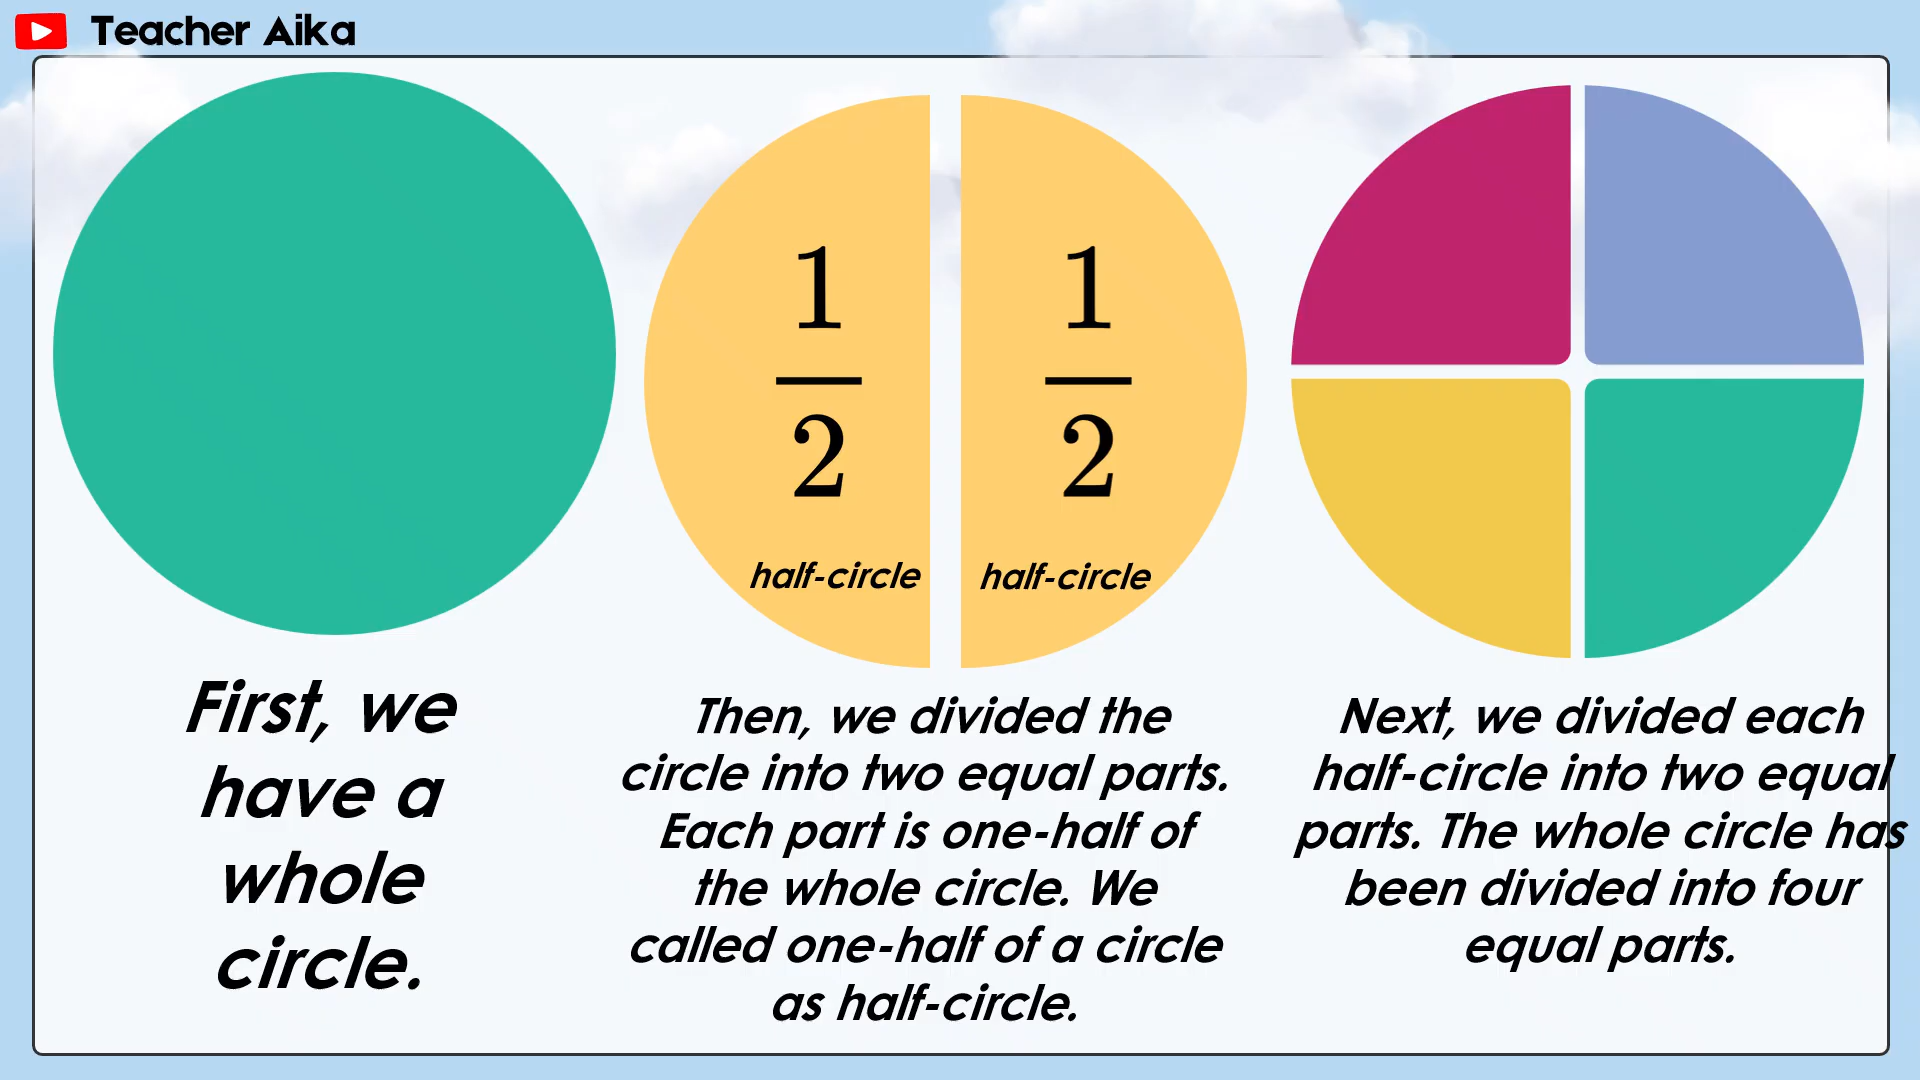 Teacher Aika
1
2
half-circle
1
2
half-circle
First, we
have a
whole
circle.
Then, we divided the
circle into two equal parts.
Each part is one-half of
the whole circle. We
called one-half of a circle
as half-circle.
Next, we divided each
half-circle into two equal
parts. The whole circle has
been divided into four
equal parts.